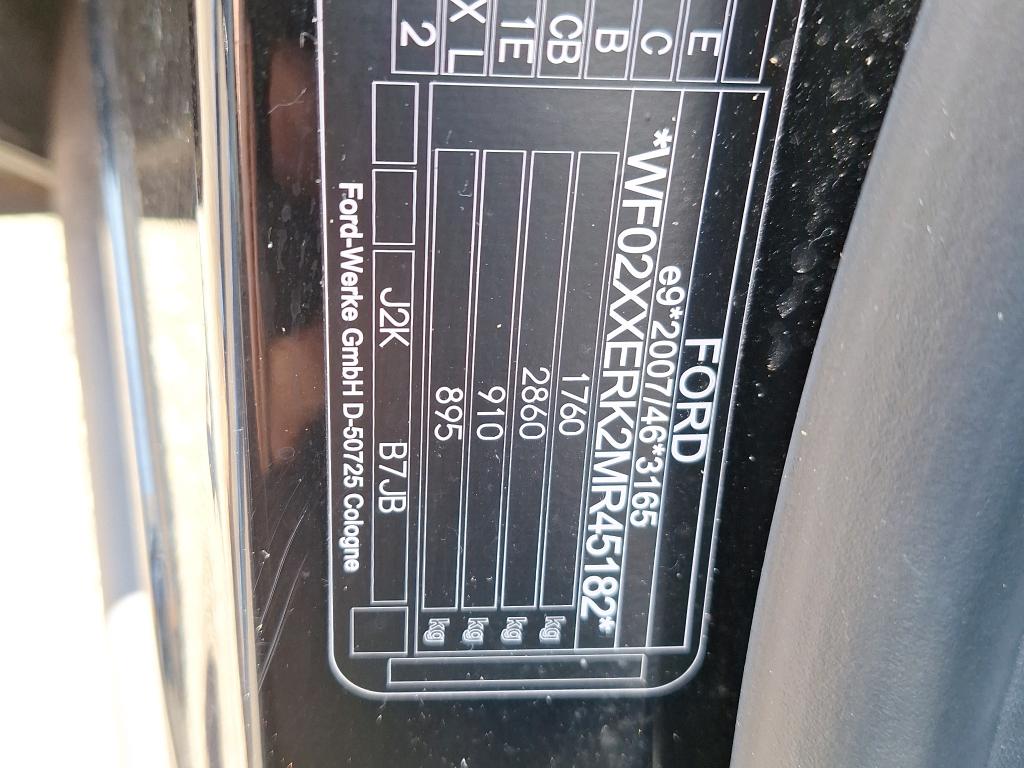 FORD
e9*2007/46*3165
*WF02XXERK2MR45182*
1760 kg
2860 kg
910 kg
895 kg
J2K B7JB
Ford-Werke GmbH D-50725 Cologne
E
C
B
CB
1E
X L
2